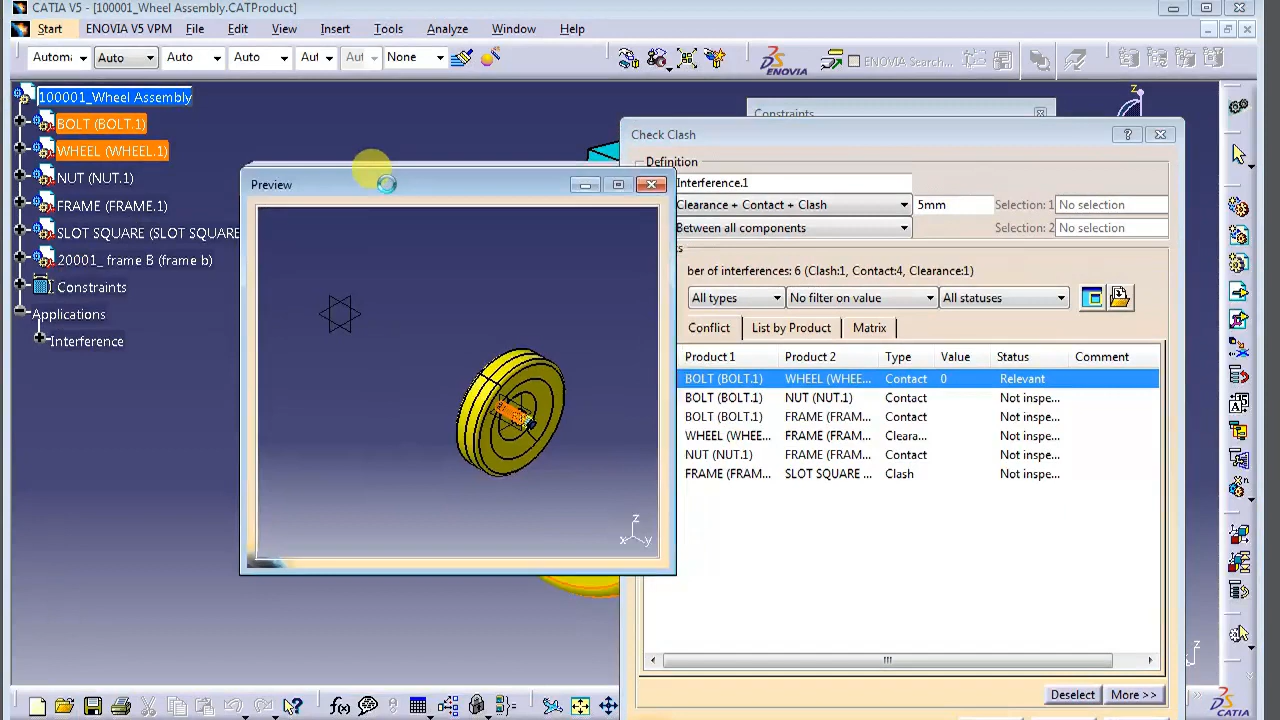 CATIA V5 - [100001_Wheel Assembly.CATProduct]
Start ENOVIA V5 VPM File Edit View Insert Tools Analyze Window Help
Automa Auto Auto Auto Aut Aut None ENOVIA ENOVIA Search...
100001_Wheel Assembly
BOLT (BOLT.1)
WHEEL (WHEEL.1)
NUT (NUT.1)
FRAME (FRAME.1)
SLOT SQUARE (SLOT SQUARE
20001_ frame B (frame b)
Constraints
Applications
Interference
Constraints
z
Check Clash
Definition
Interference.1
Clearance + Contact + Clash 5mm Selection: 1 No selection
Between all components Selection: 2 No selection
s
ber of interferences: 6 (Clash:1, Contact:4, Clearance:1)
All types No filter on value All statuses
Conflict List by Product Matrix
Product 1 Product 2 Type Value Status Comment
BOLT (BOLT.1) WHEEL (WHEE... Contact 0 Relevant
BOLT (BOLT.1) NUT (NUT.1) Contact Not inspe...
BOLT (BOLT.1) FRAME (FRAM... Contact Not inspe...
WHEEL (WHEE... FRAME (FRAM... Cleara... Not inspe...
NUT (NUT.1) FRAME (FRAM... Contact Not inspe...
FRAME (FRAM... SLOT SQUARE ... Clash Not inspe...
Deselect More >>
Preview
z
x y
z
f(x)
CATIA